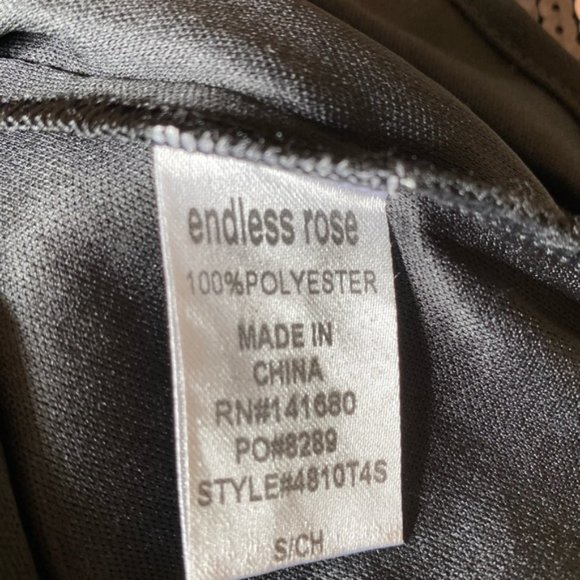 endless rose
100%POLYESTER
MADE IN
CHINA
RN#141680
PO#8289
STYLE#4810T4S
S/CH